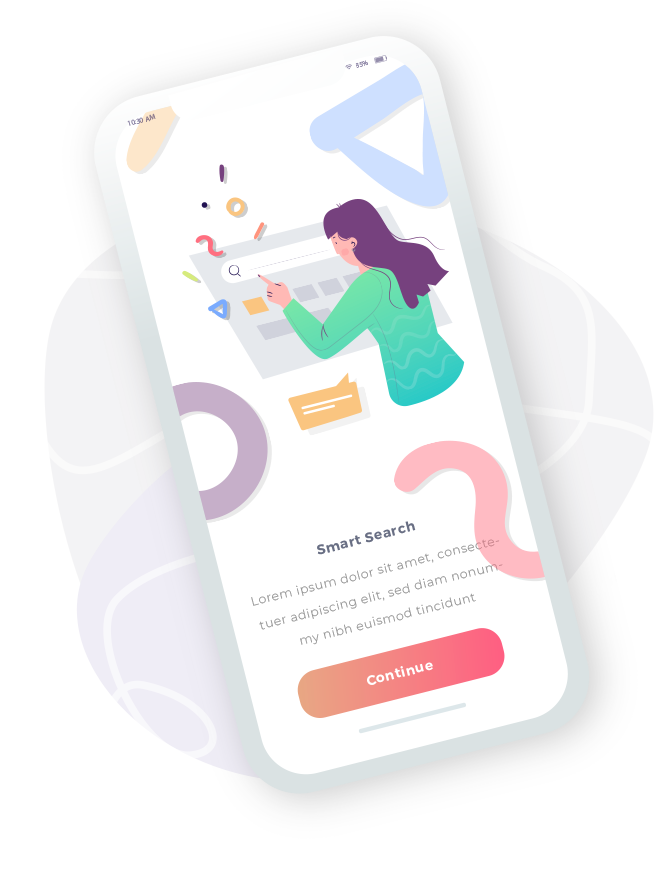 10:30 AM
55%
Smart Search
Lorem ipsum dolor sit amet, consecte-
tuer adipiscing elit, sed diam nonum-
my nibh euismod tincidunt
Continue